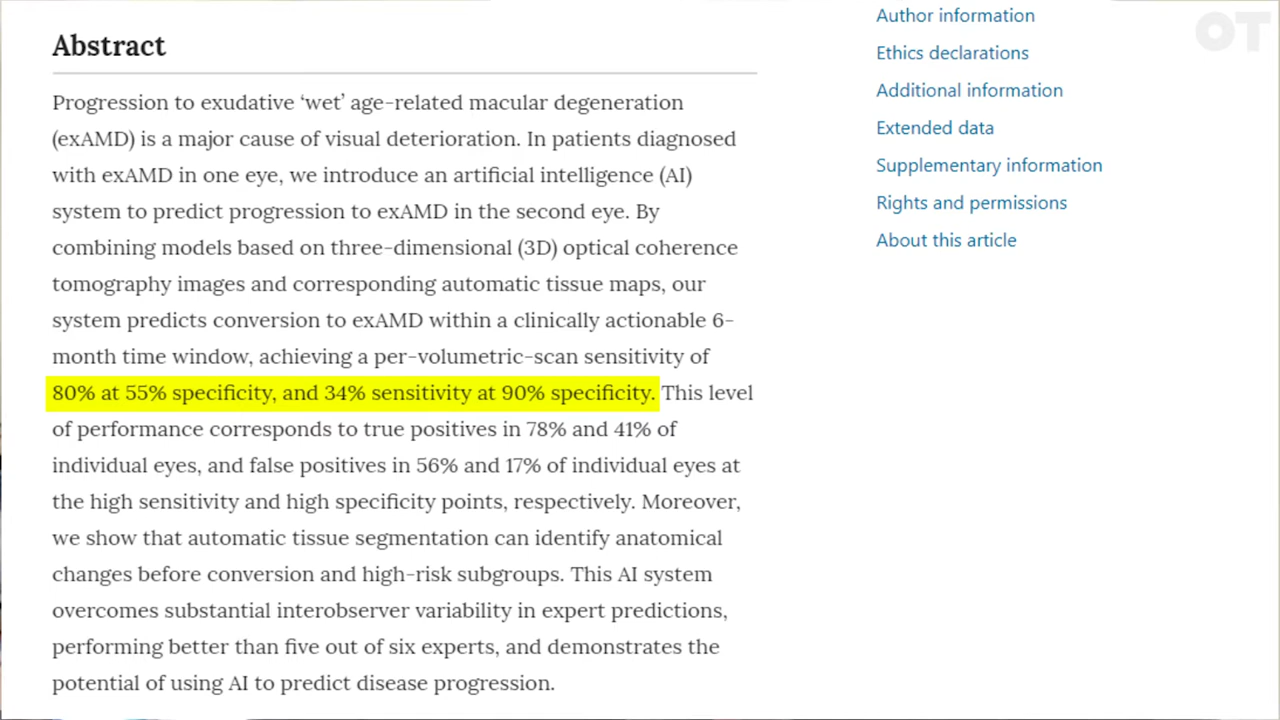 Abstract
Progression to exudative ‘wet’ age-related macular degeneration
(exAMD) is a major cause of visual deterioration. In patients diagnosed
with exAMD in one eye, we introduce an artificial intelligence (AI)
system to predict progression to exAMD in the second eye. By
combining models based on three-dimensional (3D) optical coherence
tomography images and corresponding automatic tissue maps, our
system predicts conversion to exAMD within a clinically actionable 6-
month time window, achieving a per-volumetric-scan sensitivity of
80% at 55% specificity, and 34% sensitivity at 90% specificity. This level
of performance corresponds to true positives in 78% and 41% of
individual eyes, and false positives in 56% and 17% of individual eyes at
the high sensitivity and high specificity points, respectively. Moreover,
we show that automatic tissue segmentation can identify anatomical
changes before conversion and high-risk subgroups. This AI system
overcomes substantial interobserver variability in expert predictions,
performing better than five out of six experts, and demonstrates the
potential of using AI to predict disease progression.
Author information
Ethics declarations
Additional information
Extended data
Supplementary information
Rights and permissions
About this article
OT